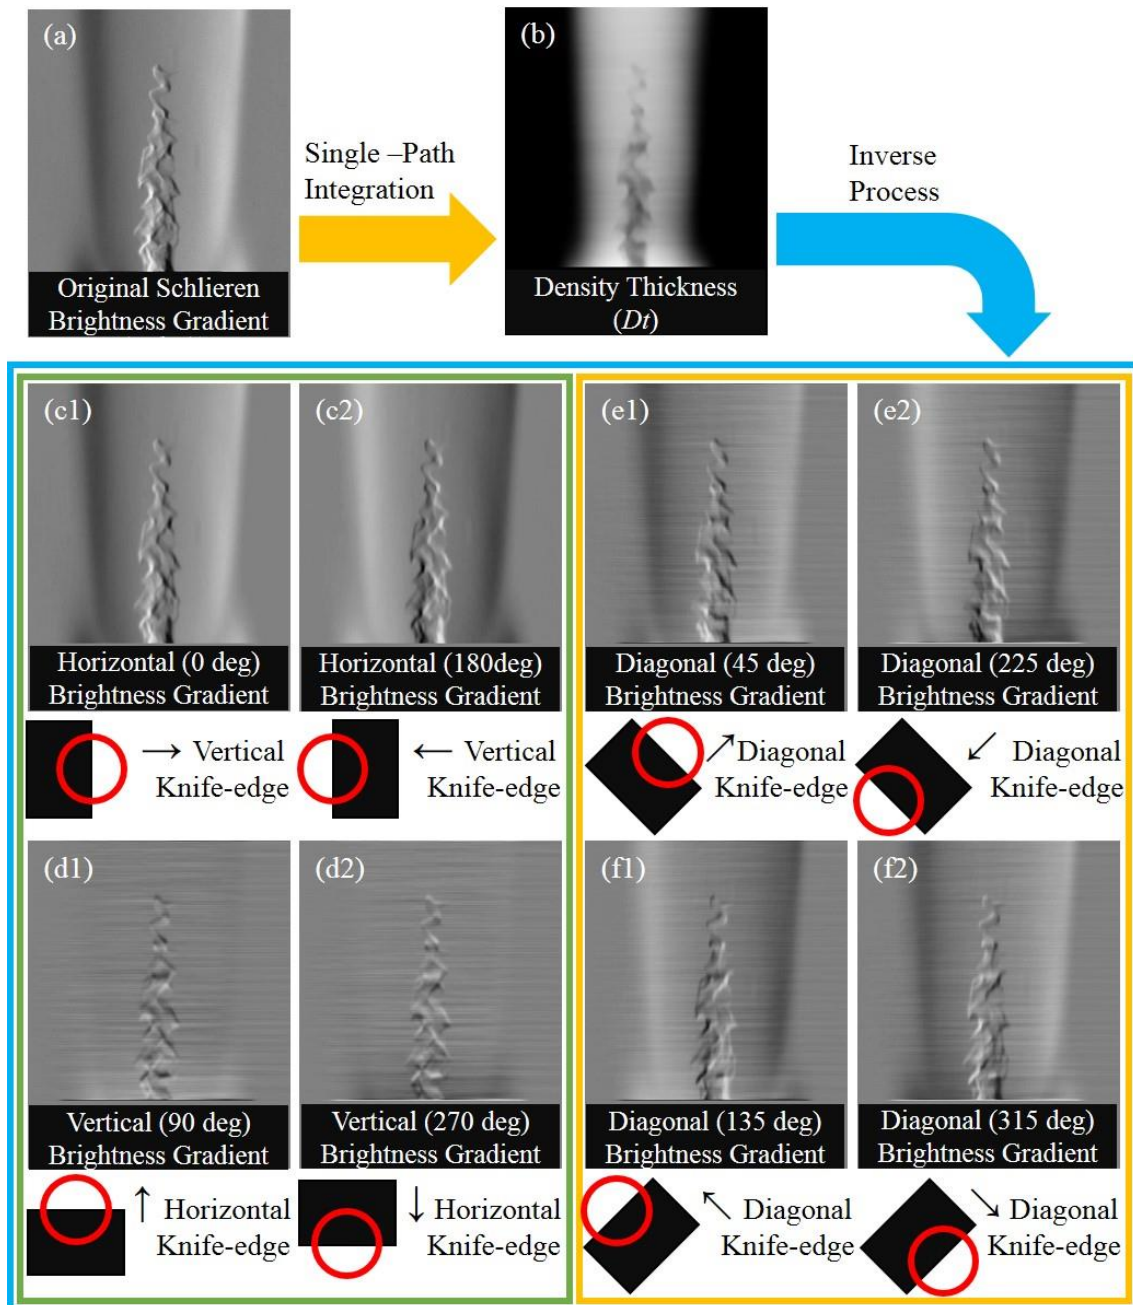 (a)
Original Schlieren
Brightness Gradient
Single –Path
Integration
(b)
Density Thickness
(Dt)
Inverse
Process
(c1)
Horizontal (0 deg)
Brightness Gradient
→ Vertical
Knife-edge
(c2)
Horizontal (180deg)
Brightness Gradient
← Vertical
Knife-edge
(e1)
Diagonal (45 deg)
Brightness Gradient
↗ Diagonal
Knife-edge
(e2)
Diagonal (225 deg)
Brightness Gradient
↙ Diagonal
Knife-edge
(d1)
Vertical (90 deg)
Brightness Gradient
↑ Horizontal
Knife-edge
(d2)
Vertical (270 deg)
Brightness Gradient
↓ Horizontal
Knife-edge
(f1)
Diagonal (135 deg)
Brightness Gradient
↖ Diagonal
Knife-edge
(f2)
Diagonal (315 deg)
Brightness Gradient
↘ Diagonal
Knife-edge